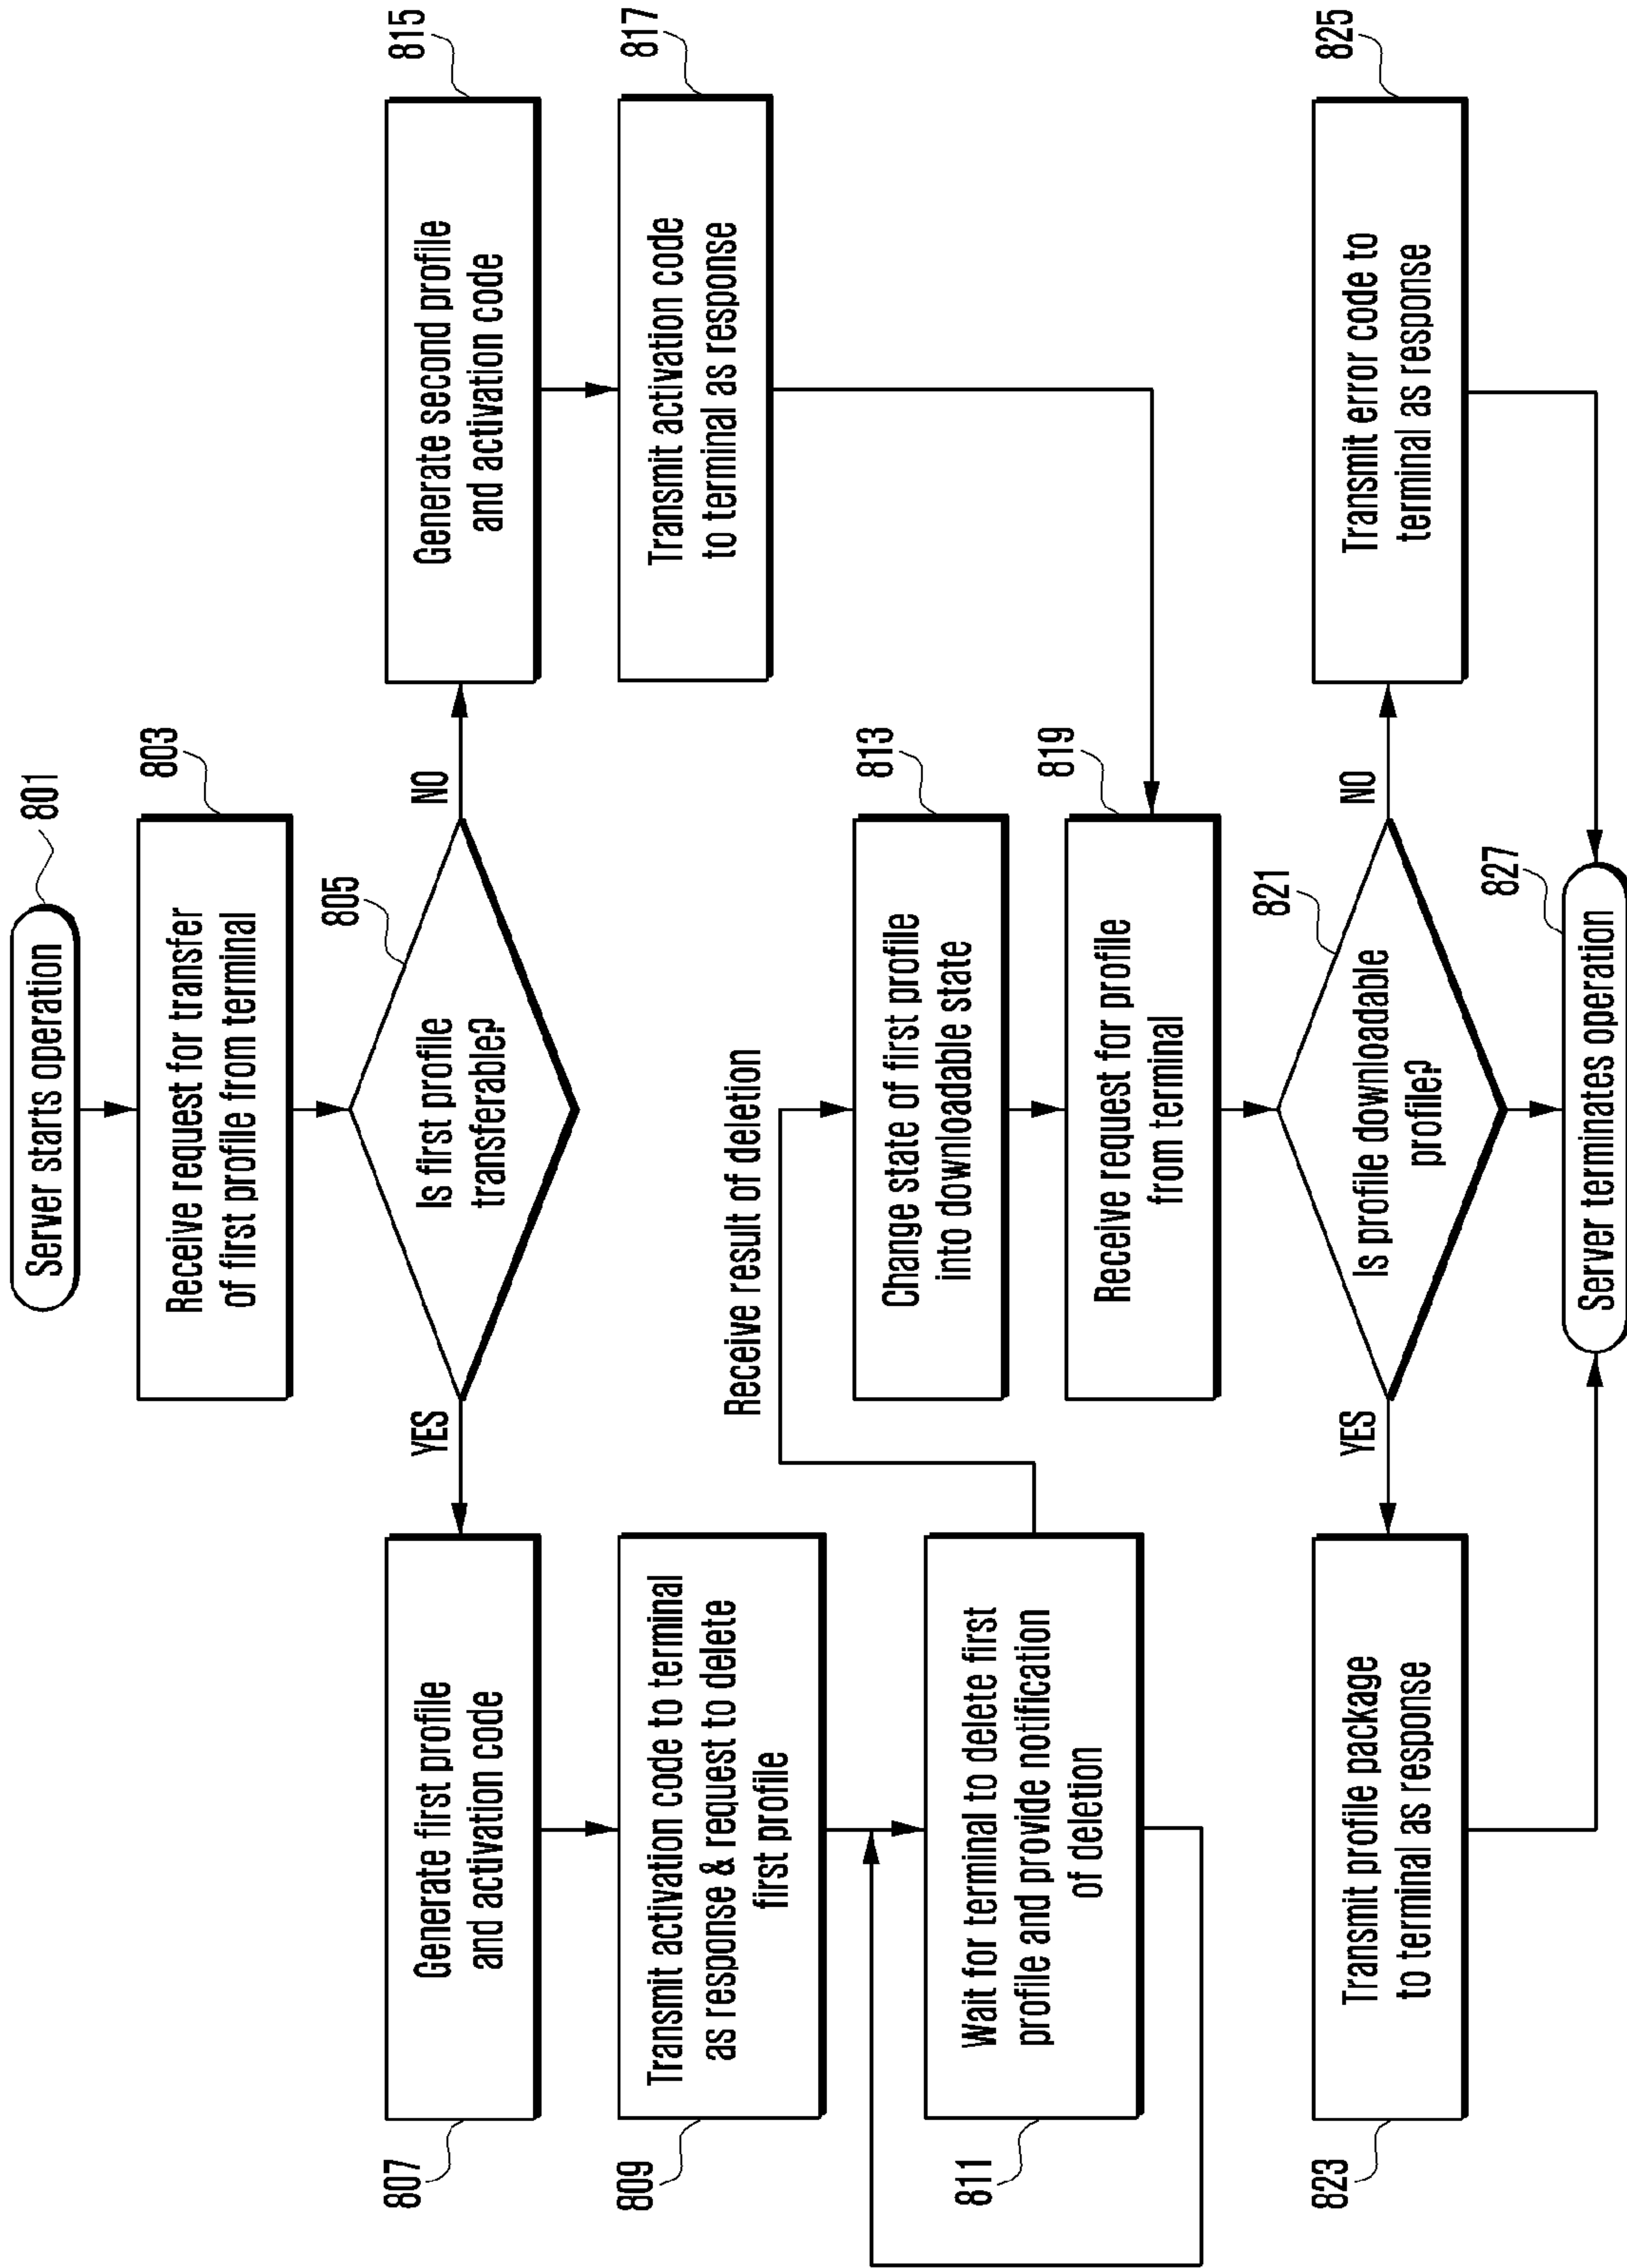 Server starts operation
801
Receive request for transfer
of first profile from terminal
803
Is first profile
transferable?
805
YES
NO
Generate first profile
and activation code
807
Generate second profile
and activation code
815
Transmit activation code to terminal
as response & request to delete
first profile
809
Transmit activation code
to terminal as response
817
Receive result of deletion
Wait for terminal to delete first
profile and provide notification
of deletion
811
Change state of first profile
into downloadable state
813
Receive request for profile
from terminal
819
Is profile downloadable
profile?
821
YES
NO
Transmit profile package
to terminal as response
823
Transmit error code to
terminal as response
825
Server terminates operation
827